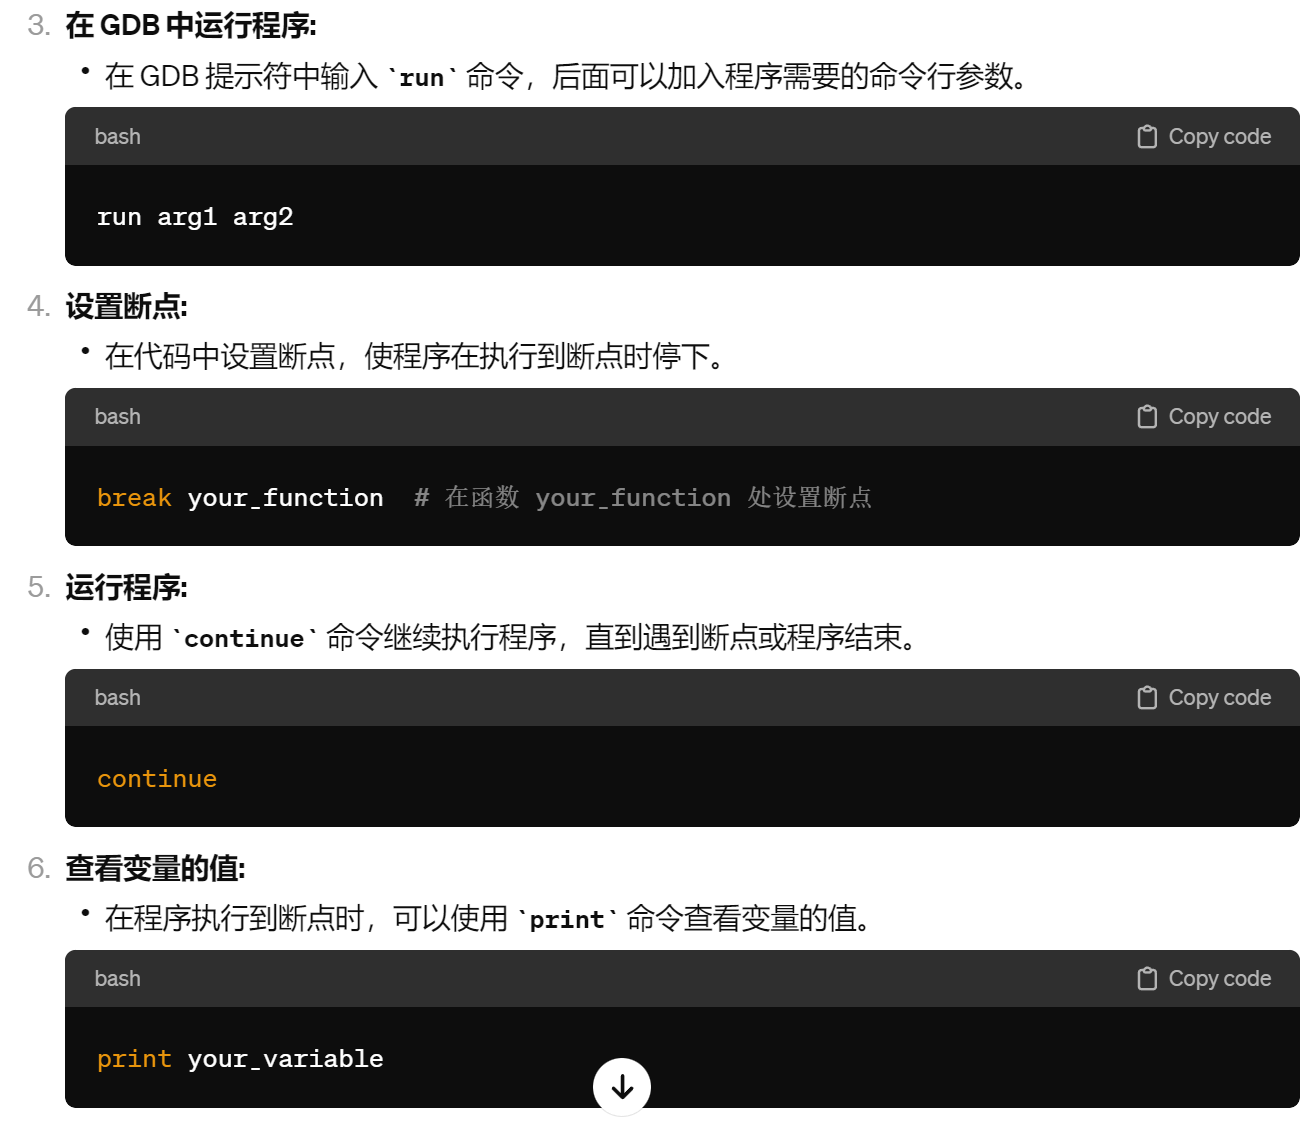 3. 在 GDB 中运行程序:
• 在 GDB 提示符中输入 `run` 命令，后面可以加入程序需要的命令行参数。
bash Copy code
run arg1 arg2
4. 设置断点:
• 在代码中设置断点，使程序在执行到断点时停下。
bash Copy code
break your_function  # 在函数 your_function 处设置断点
5. 运行程序:
• 使用 `continue` 命令继续执行程序，直到遇到断点或程序结束。
bash Copy code
continue
6. 查看变量的值:
• 在程序执行到断点时，可以使用 `print` 命令查看变量的值。
bash Copy code
print your_variable